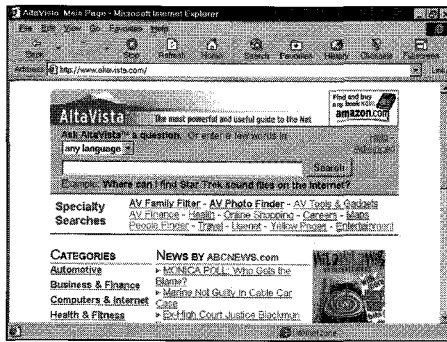 AltaVista: Main Page - Microsoft Internet Explorer
File Edit View Go Favorites Help
Back Stop Refresh Home Search Favorites History Channels Fullscreen
Address http://www.altavista.com/
AltaVista The most powerful and useful guide to the Net
Find and buy
any book now.
amazon.com
Ask AltaVista™ a question. Or enter a few words in
any language
Help
Advanced
Search
Example: Where can I find Star Trek sound files on the Internet?
Specialty
Searches
AV Family Filter - AV Photo Finder - AV Tools & Gadgets
AV Finance - Health - Online Shopping - Careers - Maps
People Finder - Travel - Usenet - Yellow Pages - Entertainment
CATEGORIES
Automotive
Business & Finance
Computers & Internet
Health & Fitness
NEWS BY ABCNEWS.com
MONICA POLL: Who Gets the
Blame?
Marine Not Guilty in Cable Car
Case
Ex-High Court Justice Blackmun
Internet zone